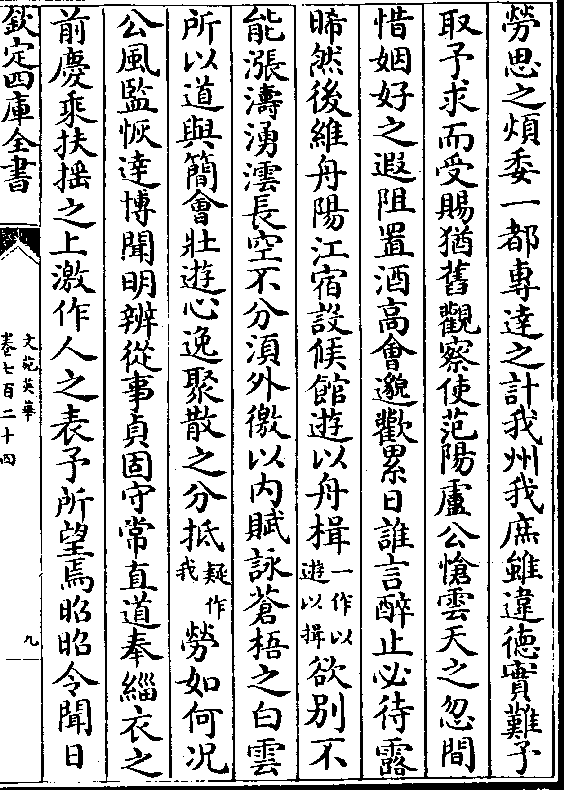 勞思之煩委一都專達之計我州我庶雖違德實難予
取予求而受賜猶舊觀察使范陽盧公愴雲天之忽間
惜姻好之遐阻置酒高會邈歡累日誰言醉止必待露
晞然後維舟陽江宿設候館遊以舟楫一作以遊以揖欲別不
能漲濤湧澐長空不分湏外徼以内賦詠蒼梧之白雲
所以道與簡會壯遊心逸聚散之分抵疑作我勞如何况
公風監恢達博聞明辨從事貞固守常直道奉緇衣之
前慶乘扶揺之上激作人之表予所望焉昭昭令聞日
欽定四庫全書
文苑英華
卷七百二十四
九